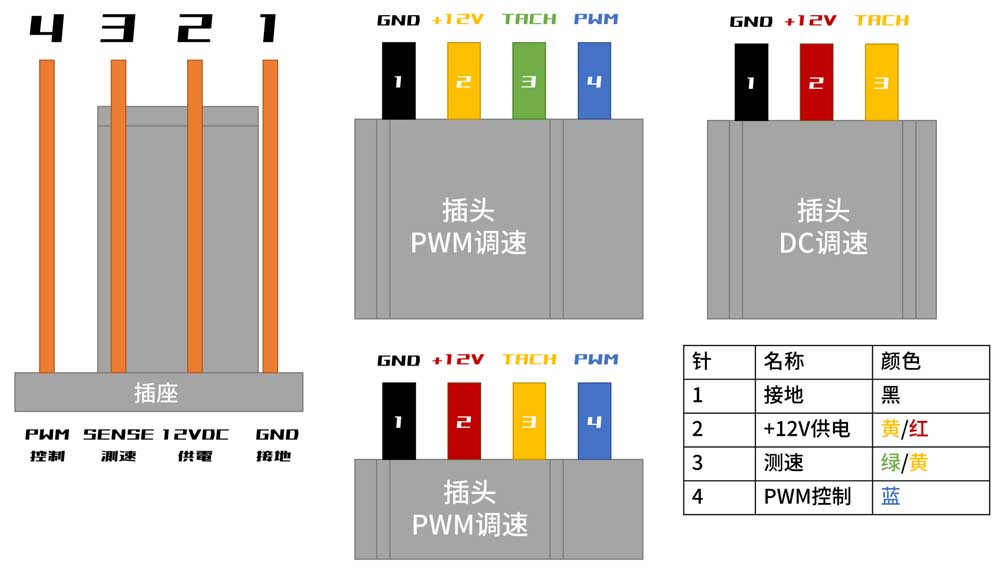 4 3 2 1
插座
PWM SENSE 12VDC GND
控制 測速 供電 接地
GND +12V TACH PWM
1 2 3 4
插头
PWM调速
GND +12V TACH PWM
1 2 3 4
插头
PWM调速
GND +12V TACH
1 2 3
插头
DC调速
针 名称 颜色
1 接地 黑
2 +12V供电 黄/红
3 测速 绿/黄
4 PWM控制 蓝